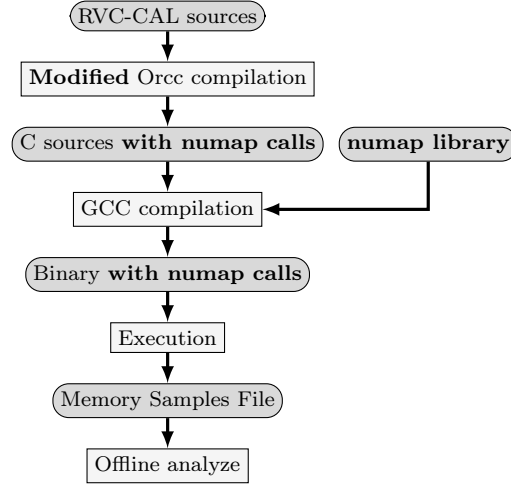 RVC-CAL sources
Modified Orcc compilation
C sources with numap calls
numap library
GCC compilation
Binary with numap calls
Execution
Memory Samples File
Offline analyze